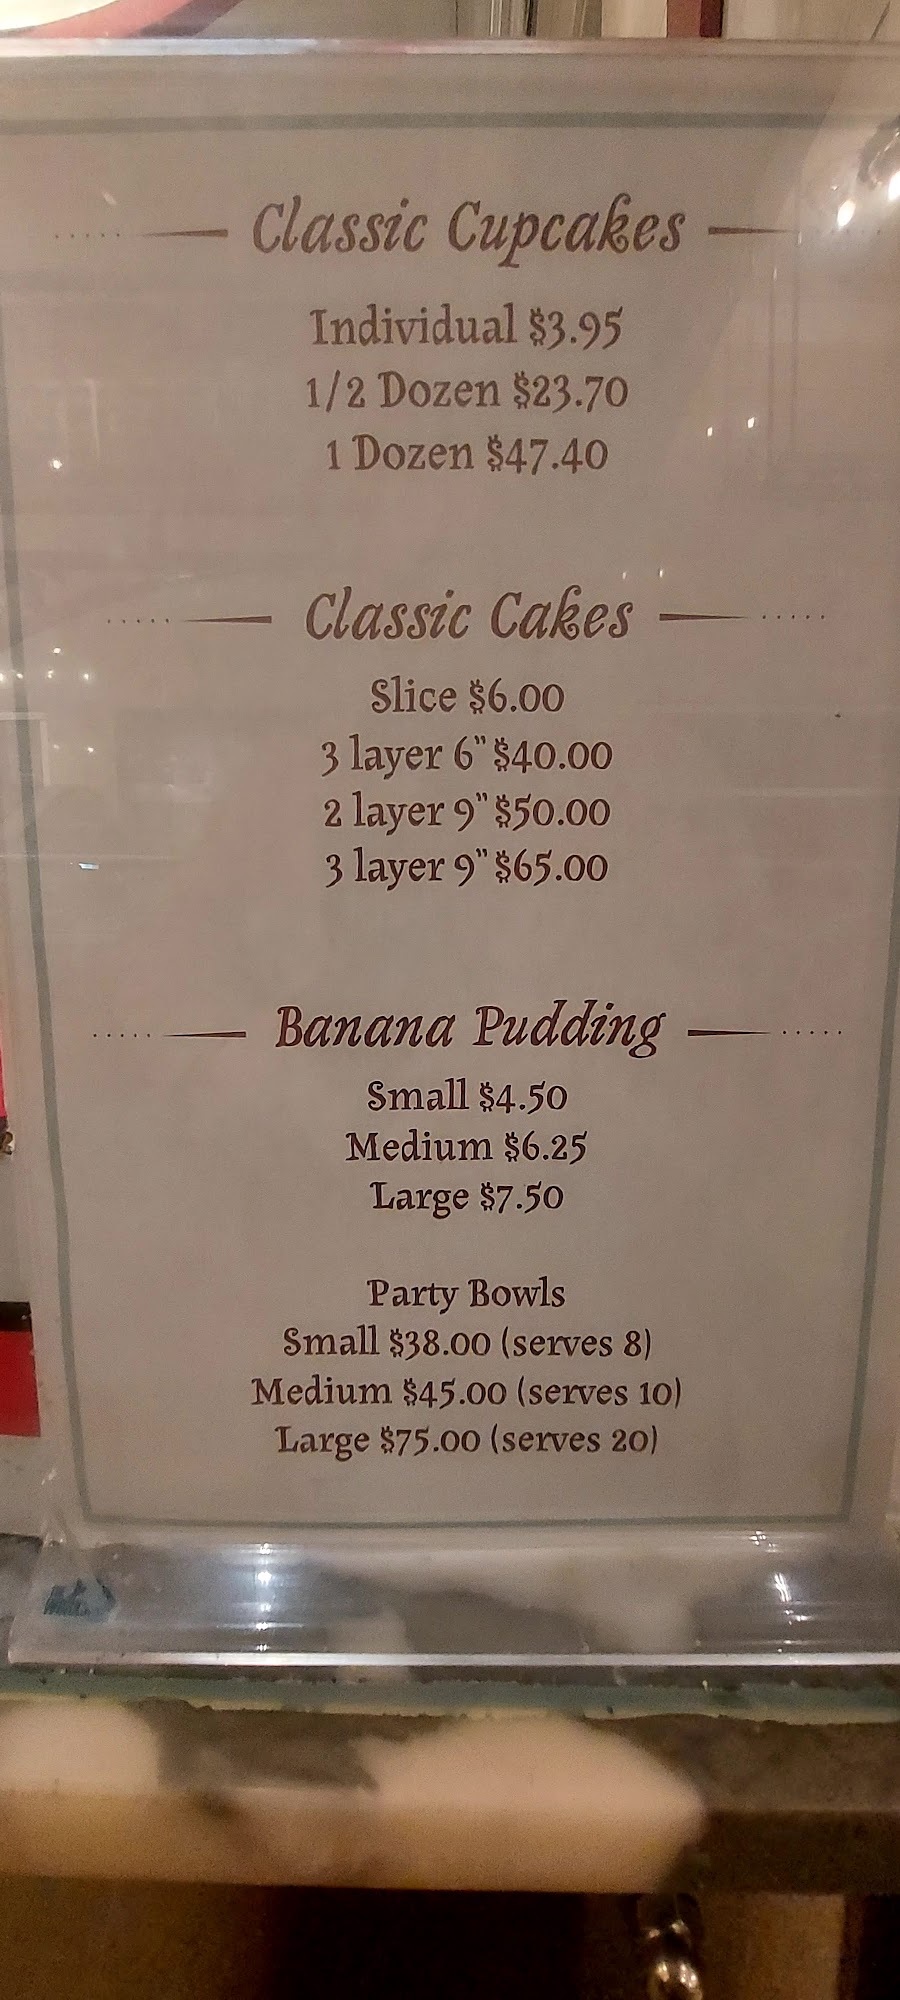 Classic Cupcakes
Individual $3.95
1/2 Dozen $23.70
1 Dozen $47.40
Classic Cakes
Slice $6.00
3 layer 6" $40.00
2 layer 9" $50.00
3 layer 9" $65.00
Banana Pudding
Small $4.50
Medium $6.25
Large $7.50
Party Bowls
Small $38.00 (serves 8)
Medium $45.00 (serves 10)
Large $75.00 (serves 20)